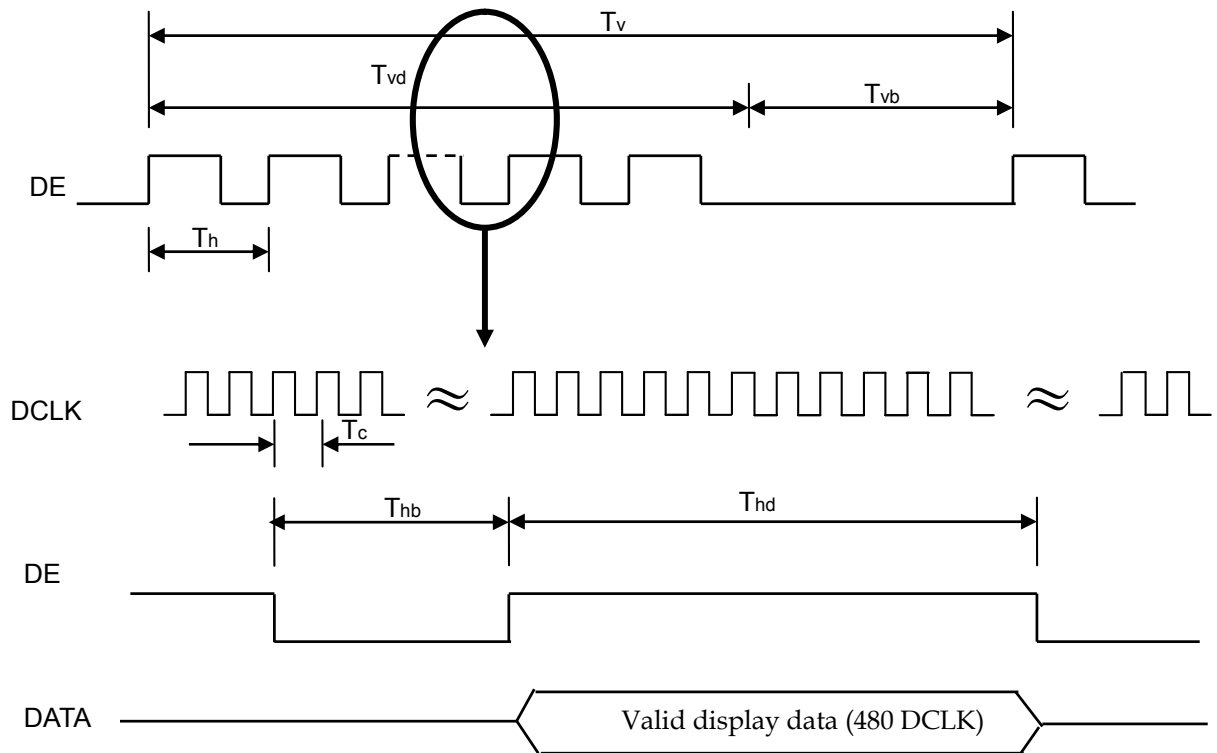 Tv
Tvd
Tvb
DE
Th
DCLK
Tc
Thb
Thd
DE
DATA
Valid display data (480 DCLK)